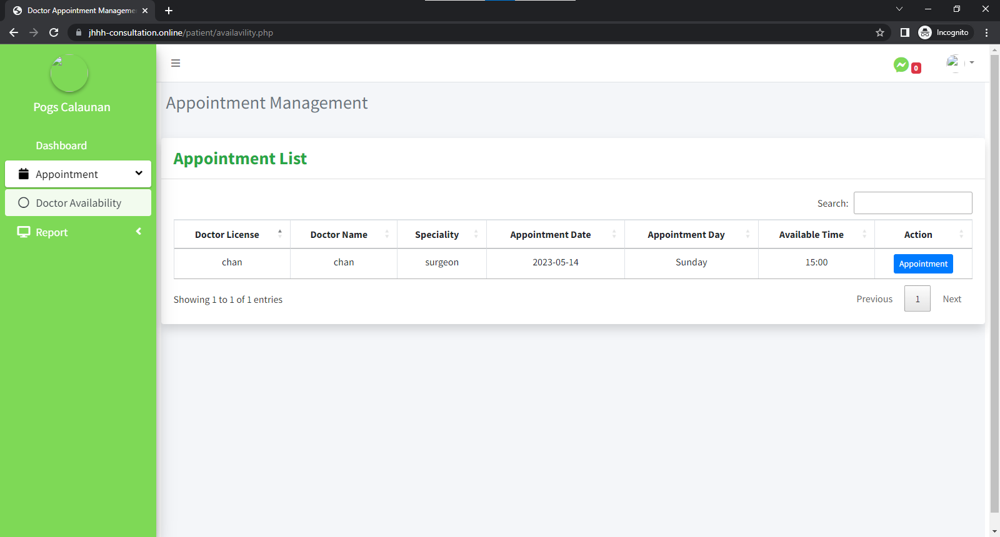 Doctor Appointment Manageme
jhhh-consultation.online/patient/availavility.php
Incognito
0
Pogs Calaunan
Dashboard
Appointment
Doctor Availability
Report
Appointment Management
Appointment List
Search:
Doctor License Doctor Name Speciality Appointment Date Appointment Day Available Time Action
chan chan surgeon 2023-05-14 Sunday 15:00 Appointment
Showing 1 to 1 of 1 entries
Previous 1 Next